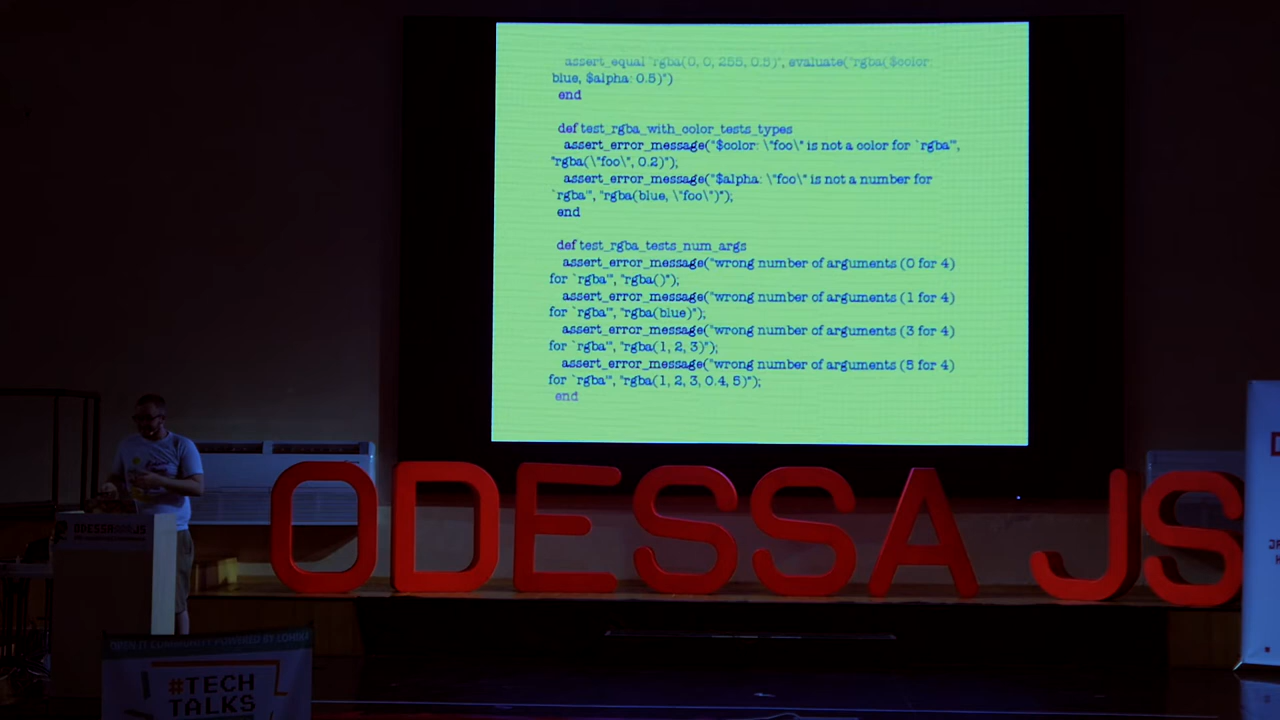 assert_equal "rgba(0, 0, 255, 0.5)", evaluate("rgba($color:
blue, $alpha: 0.5)")
end
def test_rgba_with_color_tests_types
assert_error_message("$color: \"foo\" is not a color for `rgba'",
"rgba(\"foo\", 0.2)");
assert_error_message("$alpha: \"foo\" is not a number for
`rgba'", "rgba(blue, \"foo\")");
end
def test_rgba_tests_num_args
assert_error_message("wrong number of arguments (0 for 4)
for `rgba'", "rgba()");
assert_error_message("wrong number of arguments (1 for 4)
for `rgba'", "rgba(blue)");
assert_error_message("wrong number of arguments (3 for 4)
for `rgba'", "rgba(1, 2, 3)");
assert_error_message("wrong number of arguments (5 for 4)
for `rgba'", "rgba(1, 2, 3, 0.4, 5)");
end
ODESSA JS
OPEN IT COMMUNITY POWERED BY
#TECH
TALKS